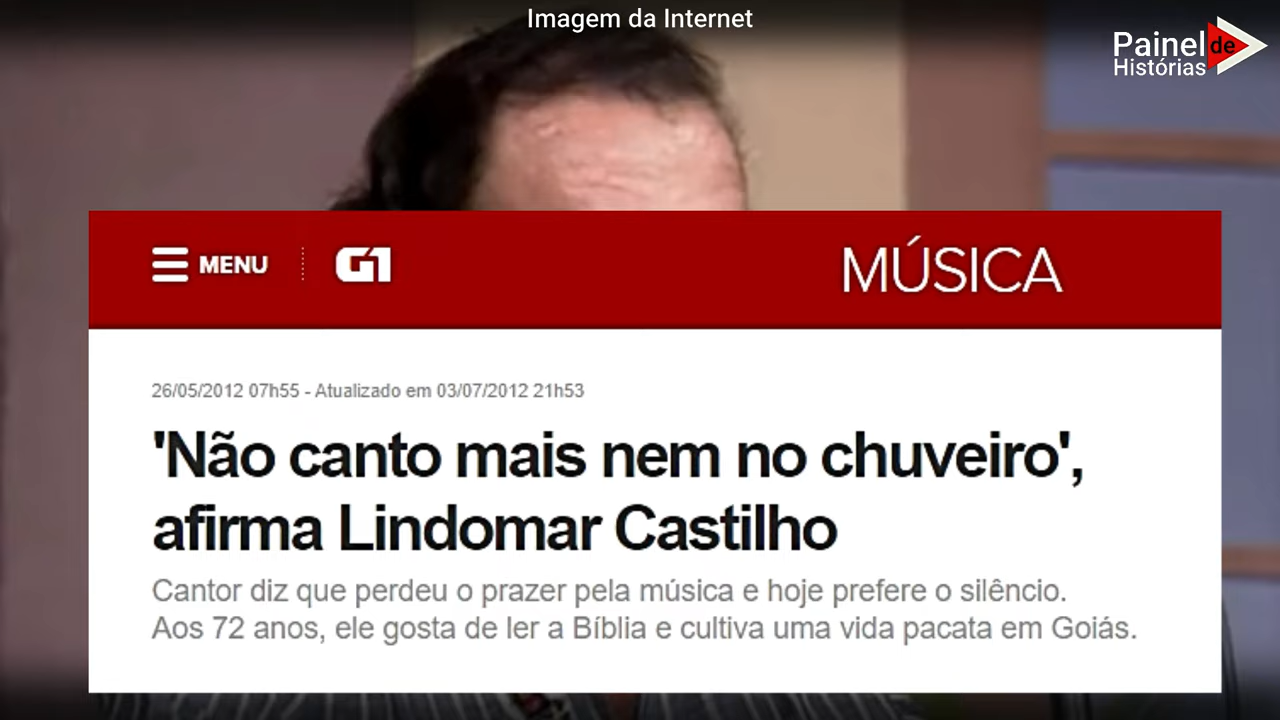 Imagem da Internet
Painel de
Histórias
MENU G1 MÚSICA
26/05/2012 07h55 - Atualizado em 03/07/2012 21h53
'Não canto mais nem no chuveiro',
afirma Lindomar Castilho
Cantor diz que perdeu o prazer pela música e hoje prefere o silêncio.
Aos 72 anos, ele gosta de ler a Bíblia e cultiva uma vida pacata em Goiás.